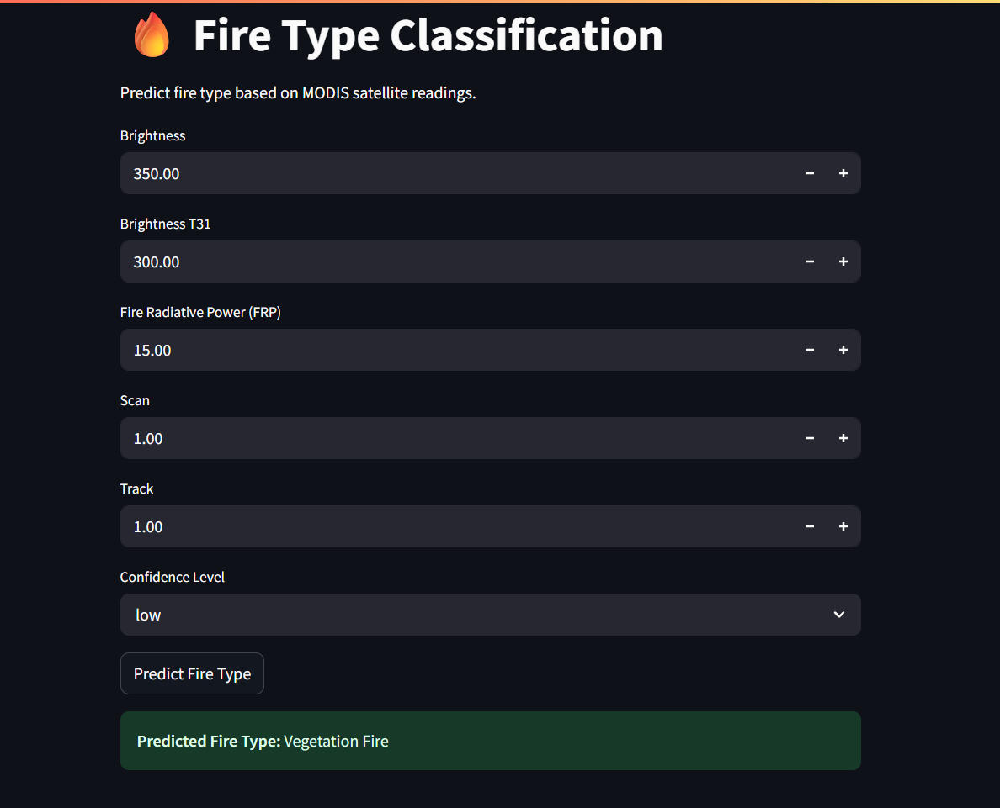 Fire Type Classification
Predict fire type based on MODIS satellite readings.
Brightness
350.00
Brightness T31
300.00
Fire Radiative Power (FRP)
15.00
Scan
1.00
Track
1.00
Confidence Level
low
Predict Fire Type
Predicted Fire Type: Vegetation Fire